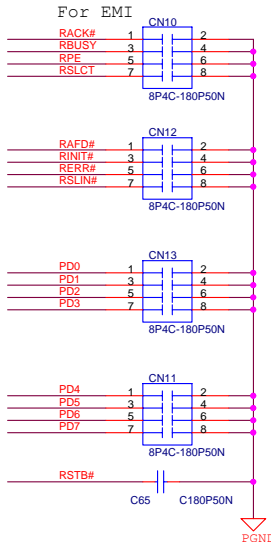 For EMI
CN10
RACK# 1 2
RBUSY 3 4
RPE 5 6
RSLCT 7 8
8P4C-180P50N
CN12
RAFD# 1 2
RINIT# 3 4
RERR# 5 6
RSLIN# 7 8
8P4C-180P50N
CN13
PD0 1 2
PD1 3 4
PD2 5 6
PD3 7 8
8P4C-180P50N
CN11
PD4 1 2
PD5 3 4
PD6 5 6
PD7 7 8
8P4C-180P50N
RSTB#
C65 C180P50N
PGND